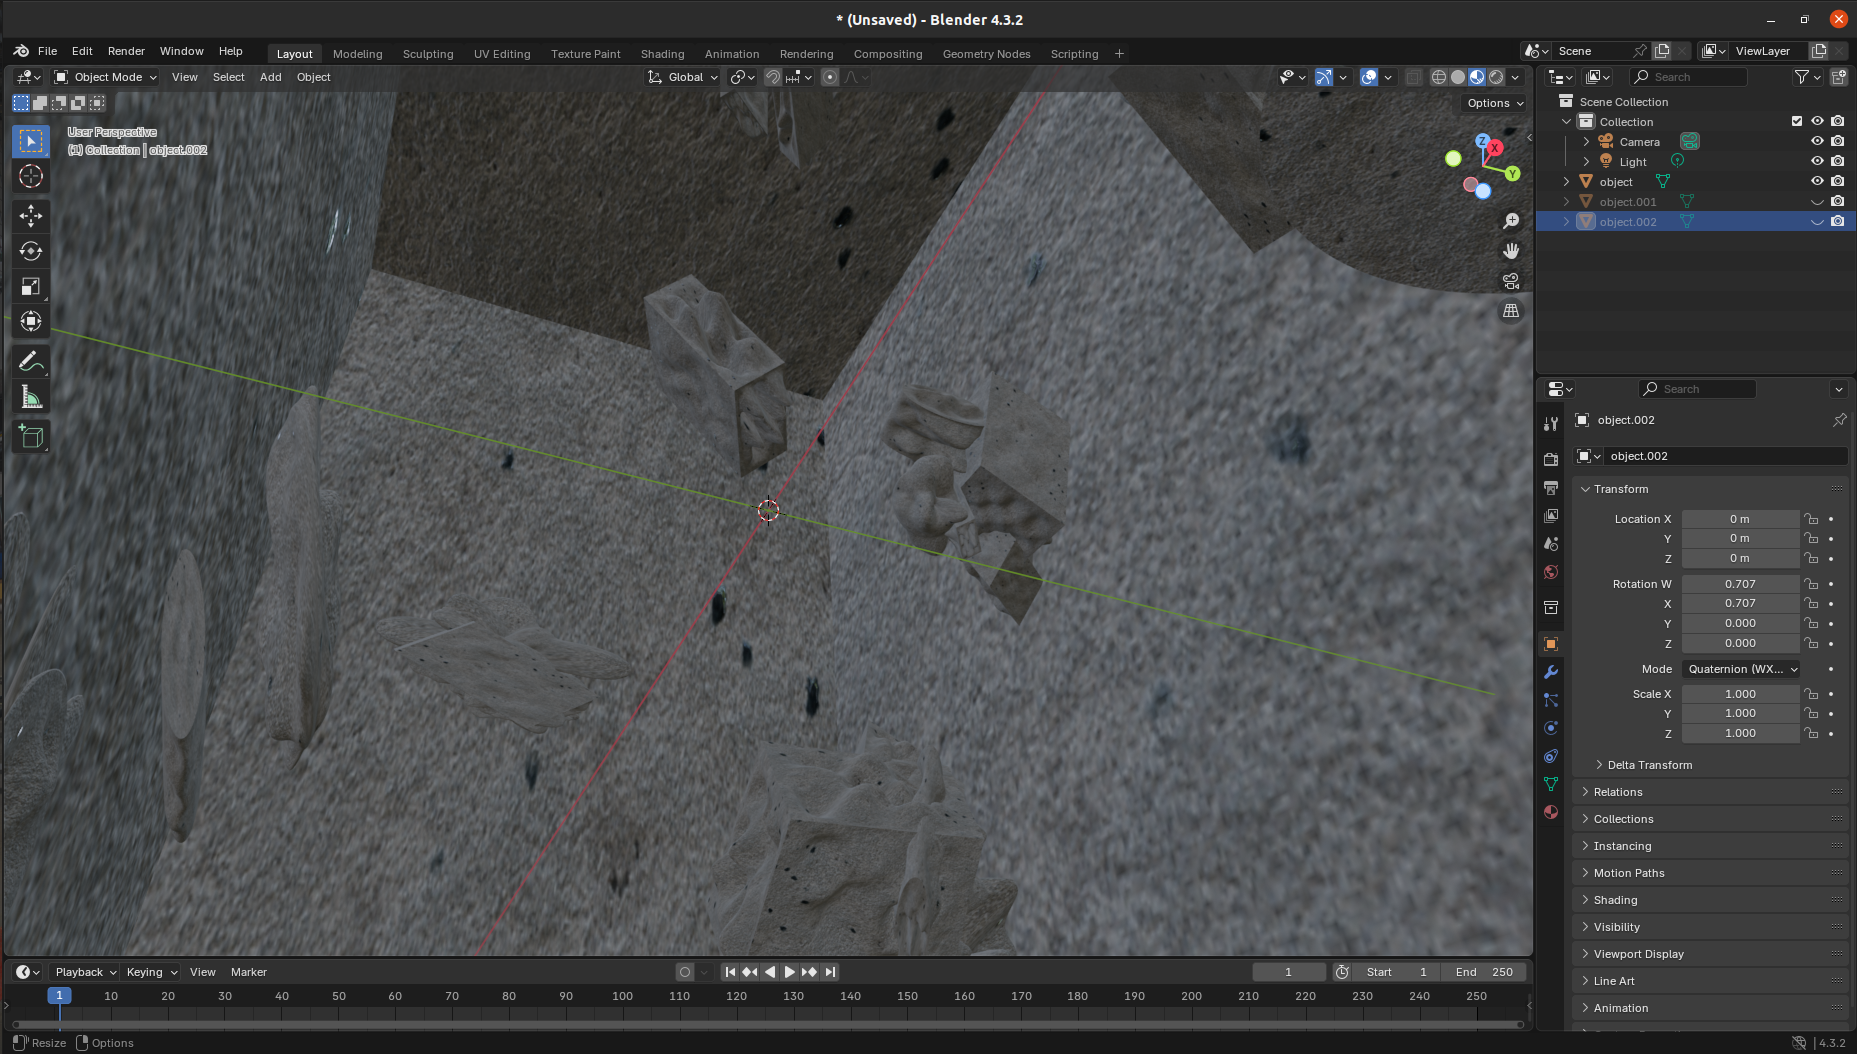 * (Unsaved) - Blender 4.3.2
File Edit Render Window Help Layout Modeling Sculpting UV Editing Texture Paint Shading Animation Rendering Compositing Geometry Nodes Scripting + Scene ViewLayer
Object Mode View Select Add Object Global Search
Options
User Perspective
(1) Collection | object.002
Z
X
Y
Scene Collection
Collection
Camera
Light
object
object.001
object.002
Search
object.002
object.002
Transform
Location X 0 m
Y 0 m
Z 0 m
Rotation W 0.707
X 0.707
Y 0.000
Z 0.000
Mode Quaternion (WX...
Scale X 1.000
Y 1.000
Z 1.000
Delta Transform
Relations
Collections
Instancing
Motion Paths
Shading
Visibility
Viewport Display
Line Art
Animation
Playback Keying View Marker 1 Start 1 End 250
1 10 20 30 40 50 60 70 80 90 100 110 120 130 140 150 160 170 180 190 200 210 220 230 240 250
Resize Options 4.3.2